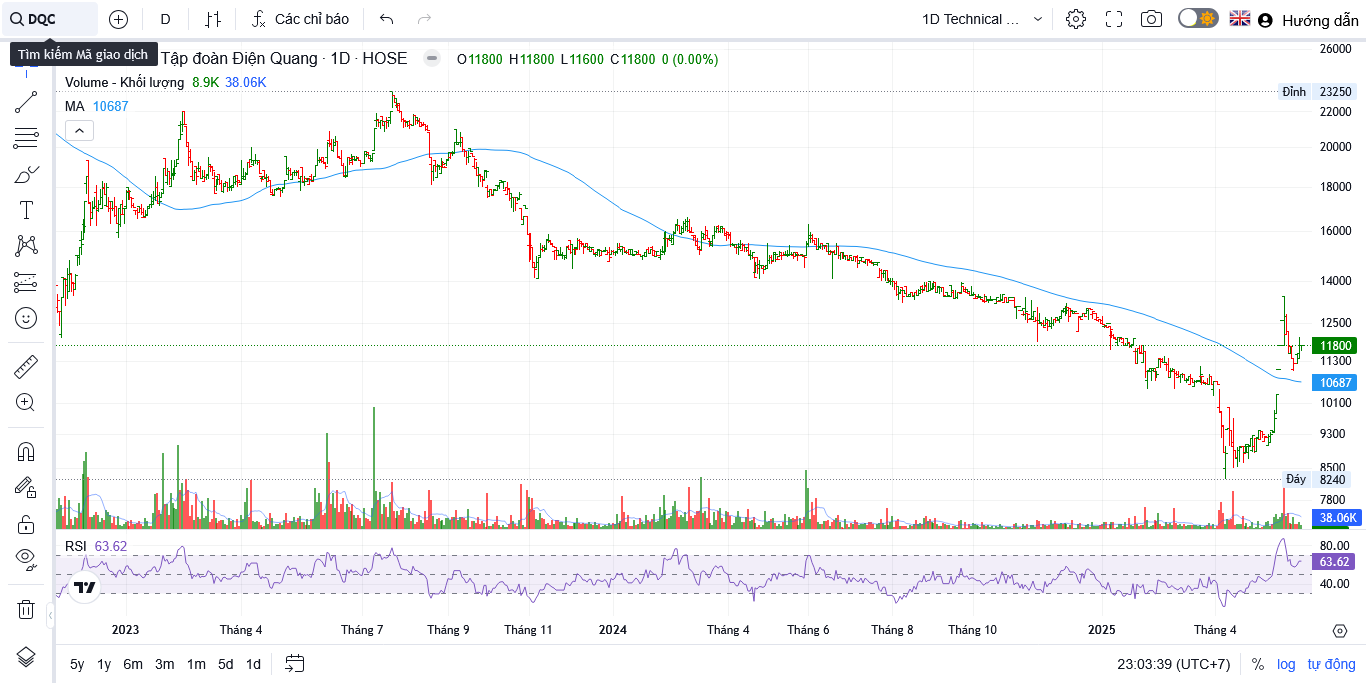 DQC D Các chỉ báo 1D Technical ... Hướng dẫn
Tìm kiếm Mã giao dịch
Tập đoàn Điện Quang · 1D · HOSE O11800 H11800 L11600 C11800 0 (0.00%)
Volume - Khối lượng 8.9K 38.06K
MA 10687
26000
Đỉnh 23250
22000
20000
18000
16000
14000
12500
11800
11300
10687
10100
9300
8500
Đáy 8240
7800
38.06K
RSI 63.62
80.00
63.62
40.00
2023 Tháng 4 Tháng 7 Tháng 9 Tháng 11 2024 Tháng 4 Tháng 6 Tháng 8 Tháng 10 2025 Tháng 4
5y 1y 6m 3m 1m 5d 1d 23:03:39 (UTC+7) % log tự động